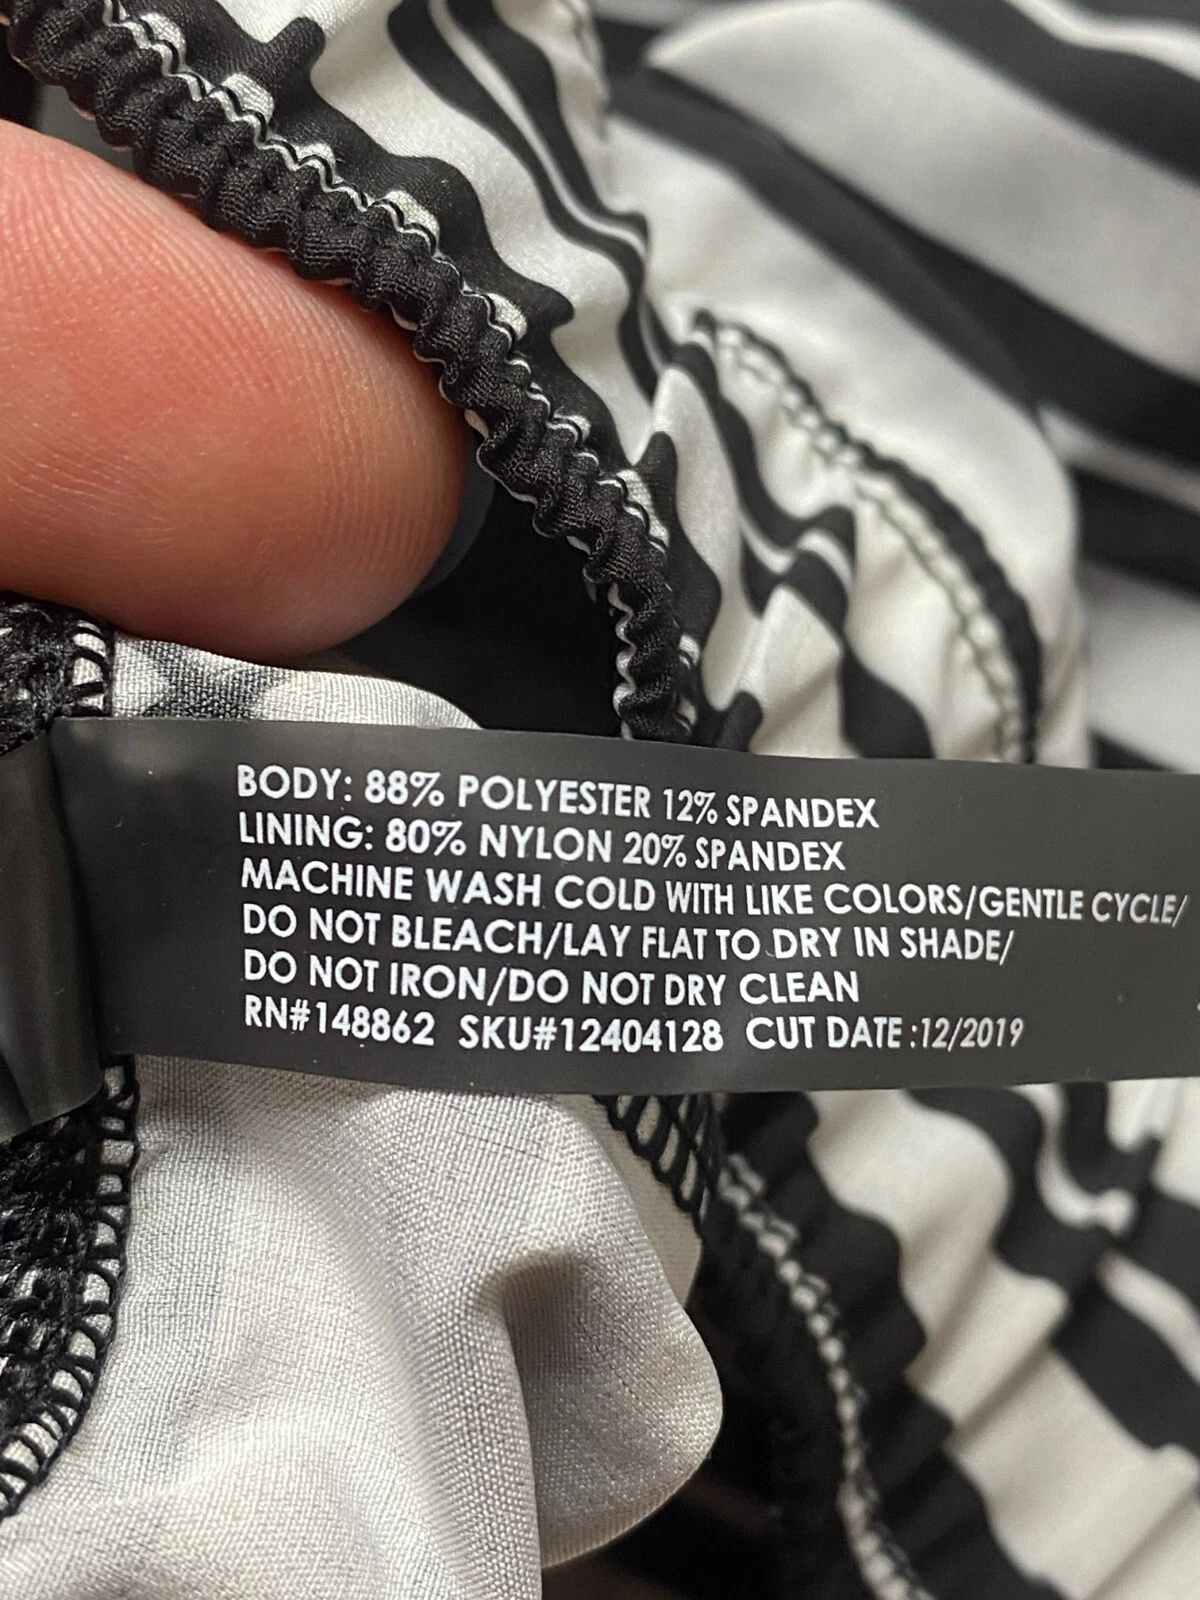 BODY: 88% POLYESTER 12% SPANDEX
LINING: 80% NYLON 20% SPANDEX
MACHINE WASH COLD WITH LIKE COLORS/GENTLE CYCLE/
DO NOT BLEACH/LAY FLAT TO DRY IN SHADE/
DO NOT IRON/DO NOT DRY CLEAN
RN#148862 SKU#12404128 CUT DATE :12/2019